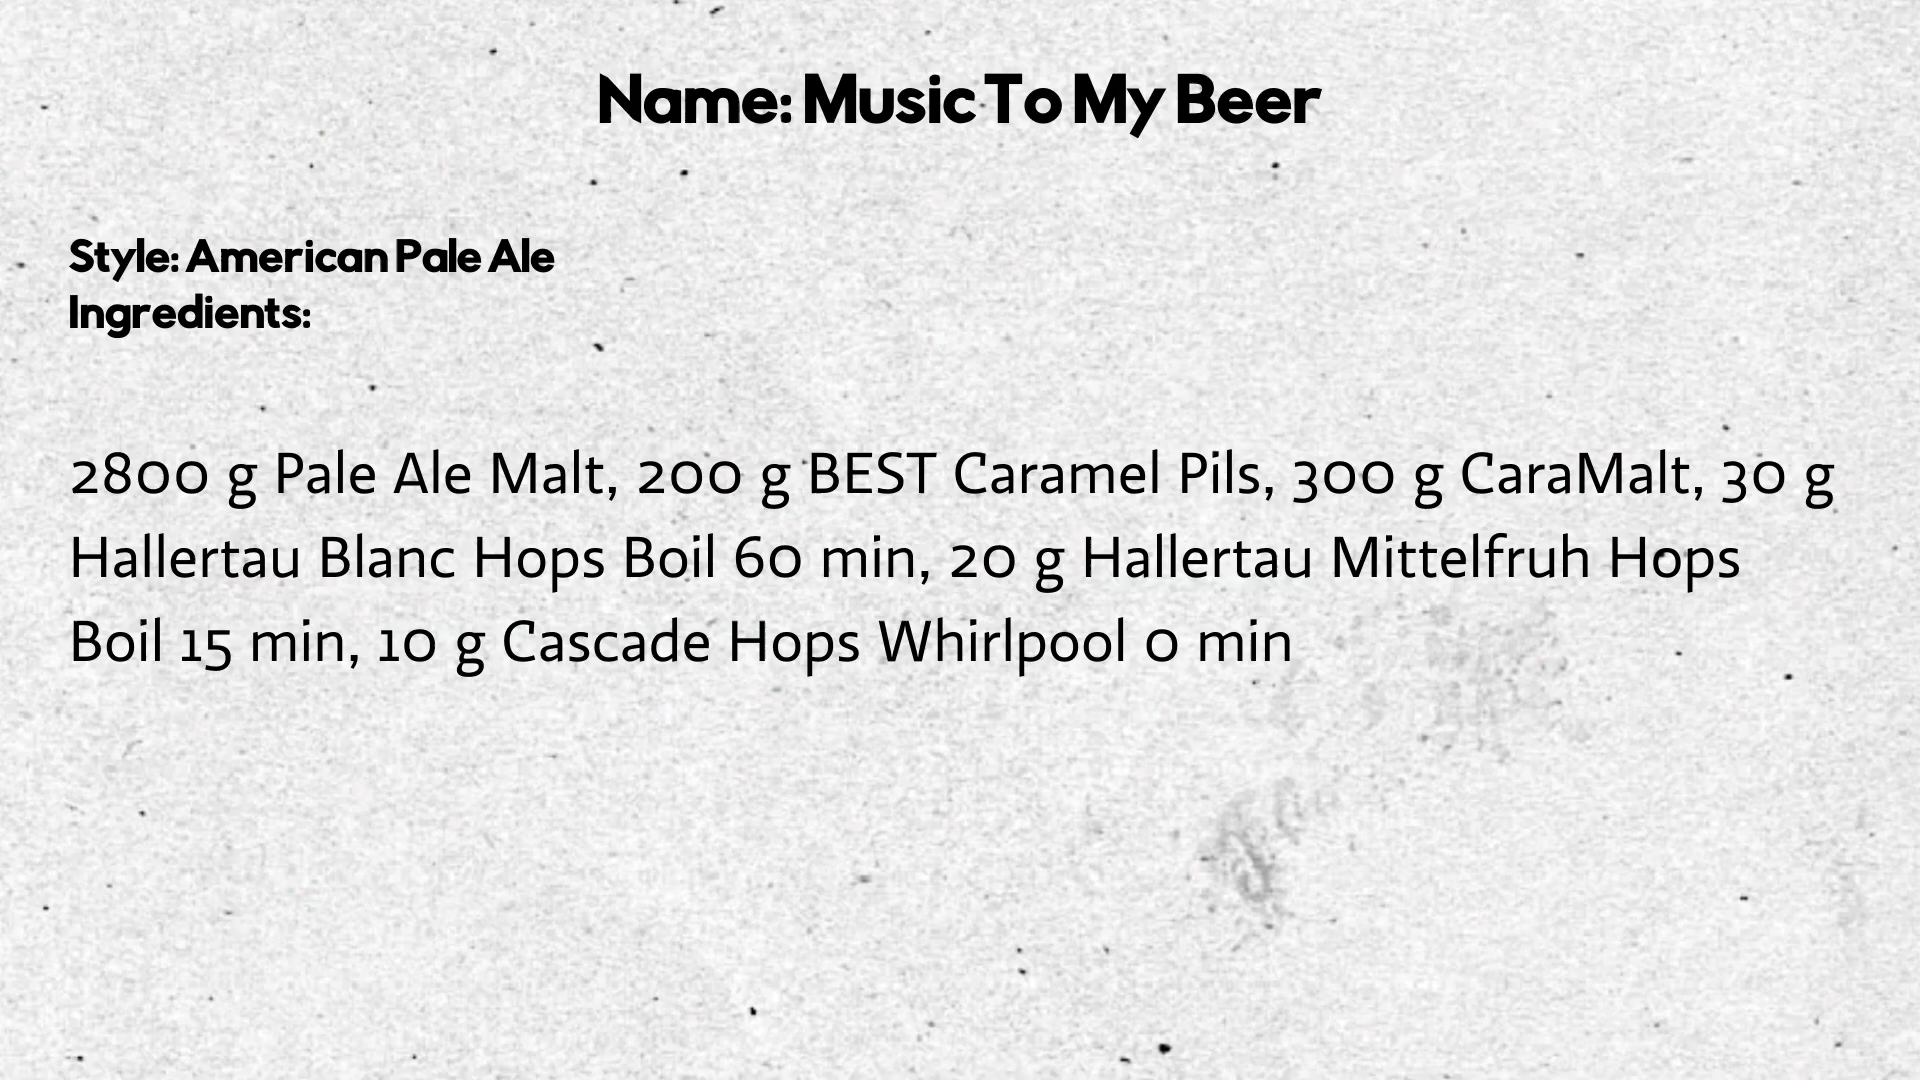 Name: Music To My Beer
Style: American Pale Ale
Ingredients:
2800 g Pale Ale Malt, 200 g BEST Caramel Pils, 300 g CaraMalt, 30 g
Hallertau Blanc Hops Boil 60 min, 20 g Hallertau Mittelfruh Hops
Boil 15 min, 10 g Cascade Hops Whirlpool 0 min